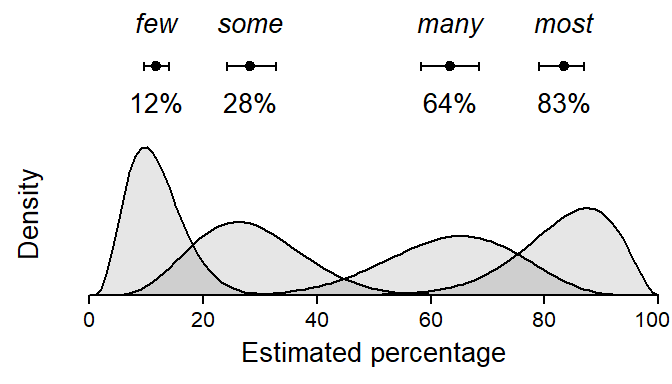 few some many most
12% 28% 64% 83%
Density
0 20 40 60 80 100
Estimated percentage